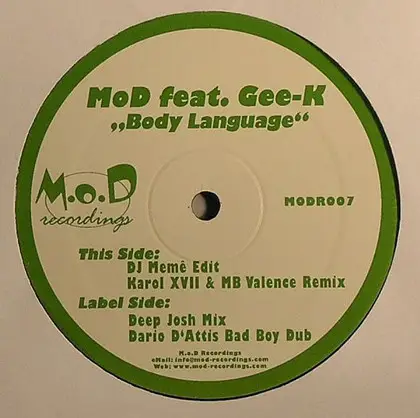 MoD feat. Gee-K
„Body Language“
M.o.D
recordings
MODR007
This Side:
DJ Memê Edit
Karol XVII & MB Valence Remix
Label Side:
Deep Josh Mix
Dario D'Attis Bad Boy Dub
M.o.D Recordings
eMail: info@mod-recordings.com
Web: www.mod-recordings.com